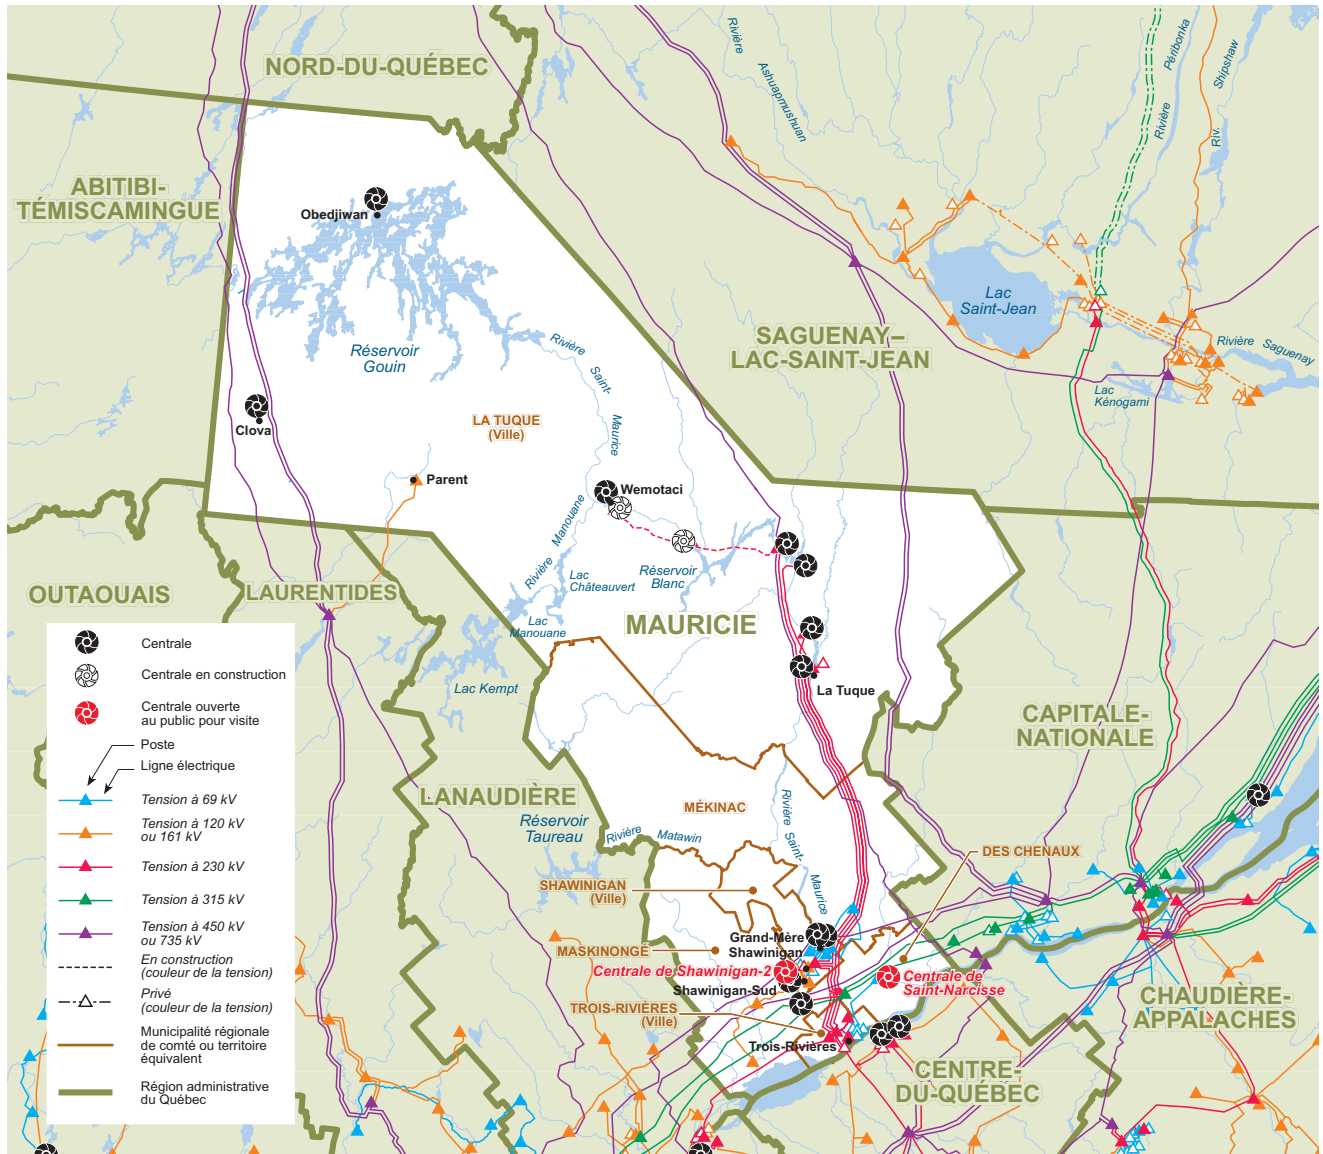 NORD-DU-QUÉBEC
ABITIBI-
TÉMISCAMINGUE
Obedjiwan
Réservoir
Gouin
Clova
Parent
LA TUQUE
(Ville)
Rivière
Saint-
Maurice
Wemotaci
Rivière
Manouane
Lac
Châteauvert
Réservoir
Blanc
Lac
Manouane
Lac Kempt
MAURICIE
La Tuque
Rivière
Ashuapmushuan
Rivière
Péribonka
Riv.
Shipshaw
Lac
Saint-Jean
SAGUENAY–
LAC-SAINT-JEAN
Rivière
Saguenay
Lac
Kénogami
OUTAOUAIS
LAURENTIDES
LANAUDIÈRE
Réservoir
Taureau
Rivière
Matawin
MÉKINAC
Rivière
Saint-
Maurice
CAPITALE-
NATIONALE
DES CHENAUX
SHAWINIGAN
(Ville)
MASKINONGÉ
Grand-Mère
Shawinigan
Centrale de Shawinigan-2
Shawinigan-Sud
Centrale de
Saint-Narcisse
TROIS-RIVIÈRES
(Ville)
Trois-Rivières
CENTRE-
DU-QUÉBEC
CHAUDIÈRE-
APPALACHES
Centrale
Centrale en construction
Centrale ouverte
au public pour visite
Poste
Ligne électrique
Tension à 69 kV
Tension à 120 kV
ou 161 kV
Tension à 230 kV
Tension à 315 kV
Tension à 450 kV
ou 735 kV
En construction
(couleur de la tension)
Privé
(couleur de la tension)
Municipalité régionale
de comté ou territoire
équivalent
Région administrative
du Québec